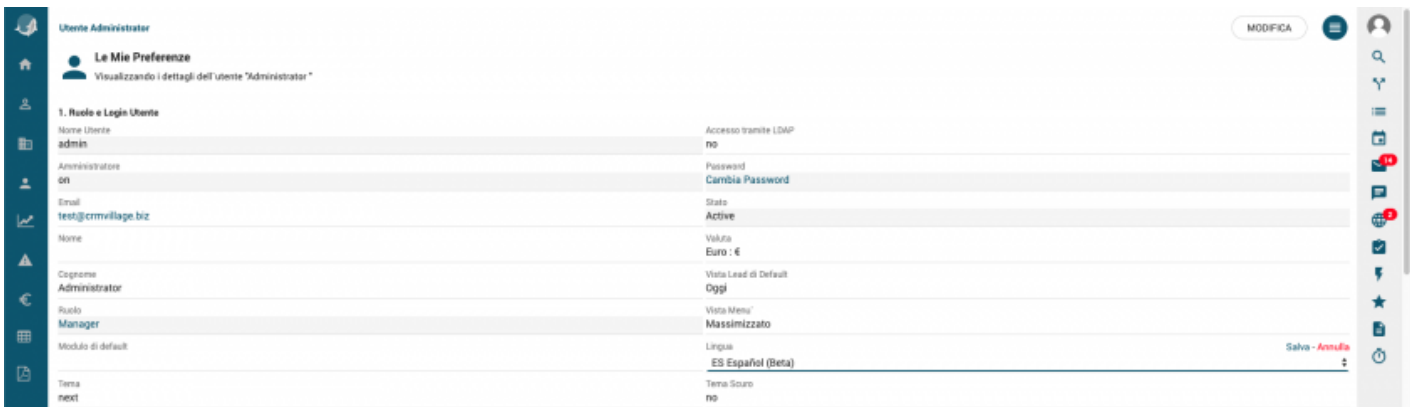 Utente Administrator
MODIFICA
Le Mie Preferenze
Visualizzando i dettagli dell'utente "Administrator "
1. Ruolo e Login Utente
Nome Utente
admin
Accesso tramite LDAP
no
Amministratore
on
Password
Cambia Password
Email
test@crmvillage.biz
Stato
Active
Nome
Valuta
Euro : €
Cognome
Administrator
Vista Lead di Default
Oggi
Ruolo
Manager
Vista Menu'
Massimizzato
Modulo di default
Lingua
Salva - Annulla
ES Español (Beta)
Tema
next
Tema Scuro
no
14
2